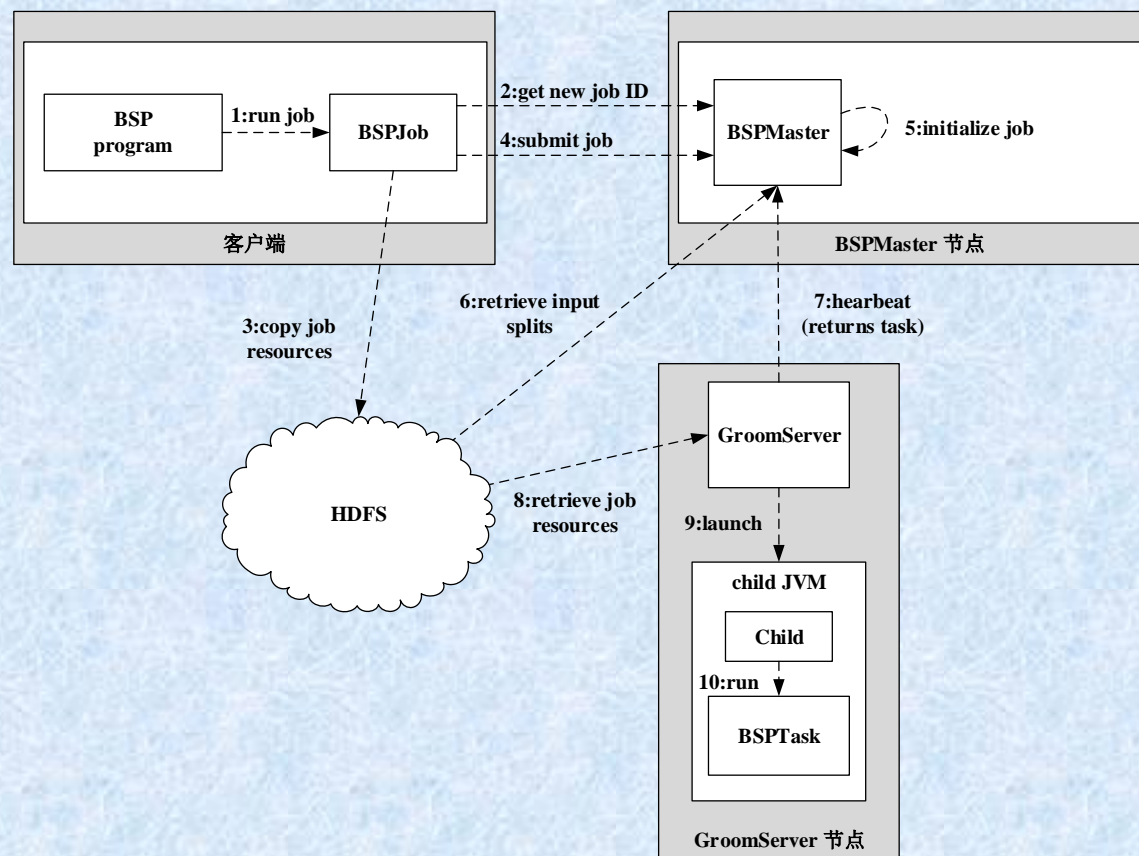 BSP
program
1:run job
BSPJob
2:get new job ID
4:submit job
BSPMaster
5:initialize job
客户端
BSPMaster 节点
3:copy job
resources
6:retrieve input
splits
7:hearbeat
(returns task)
HDFS
8:retrieve job
resources
GroomServer
9:launch
child JVM
Child
10:run
BSPTask
GroomServer 节点